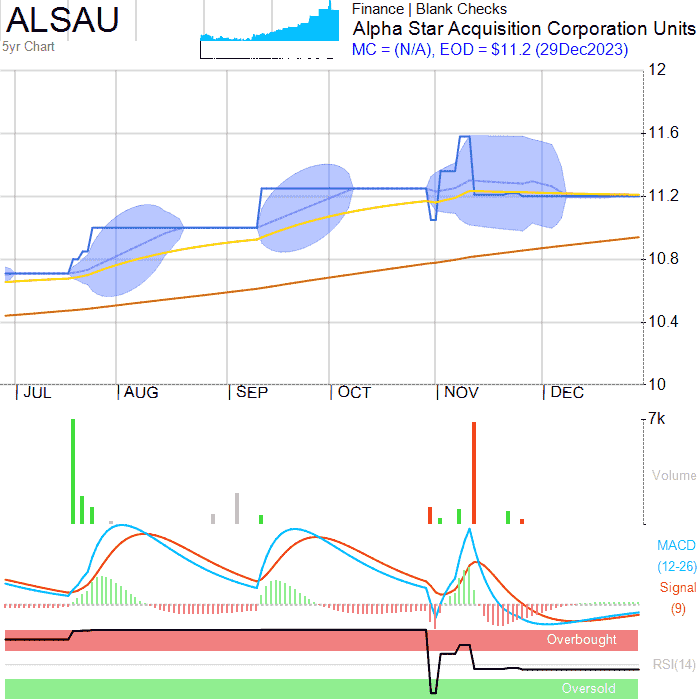 ALSAU
5yr Chart
Finance | Blank Checks
Alpha Star Acquisition Corporation Units
MC = (N/A), EOD = $11.2 (29Dec2023)
12
11.6
11.2
10.8
10.4
10
JUL
AUG
SEP
OCT
NOV
DEC
7k
Volume
MACD
(12-26)
Signal
(9)
Overbought
RSI(14)
Oversold